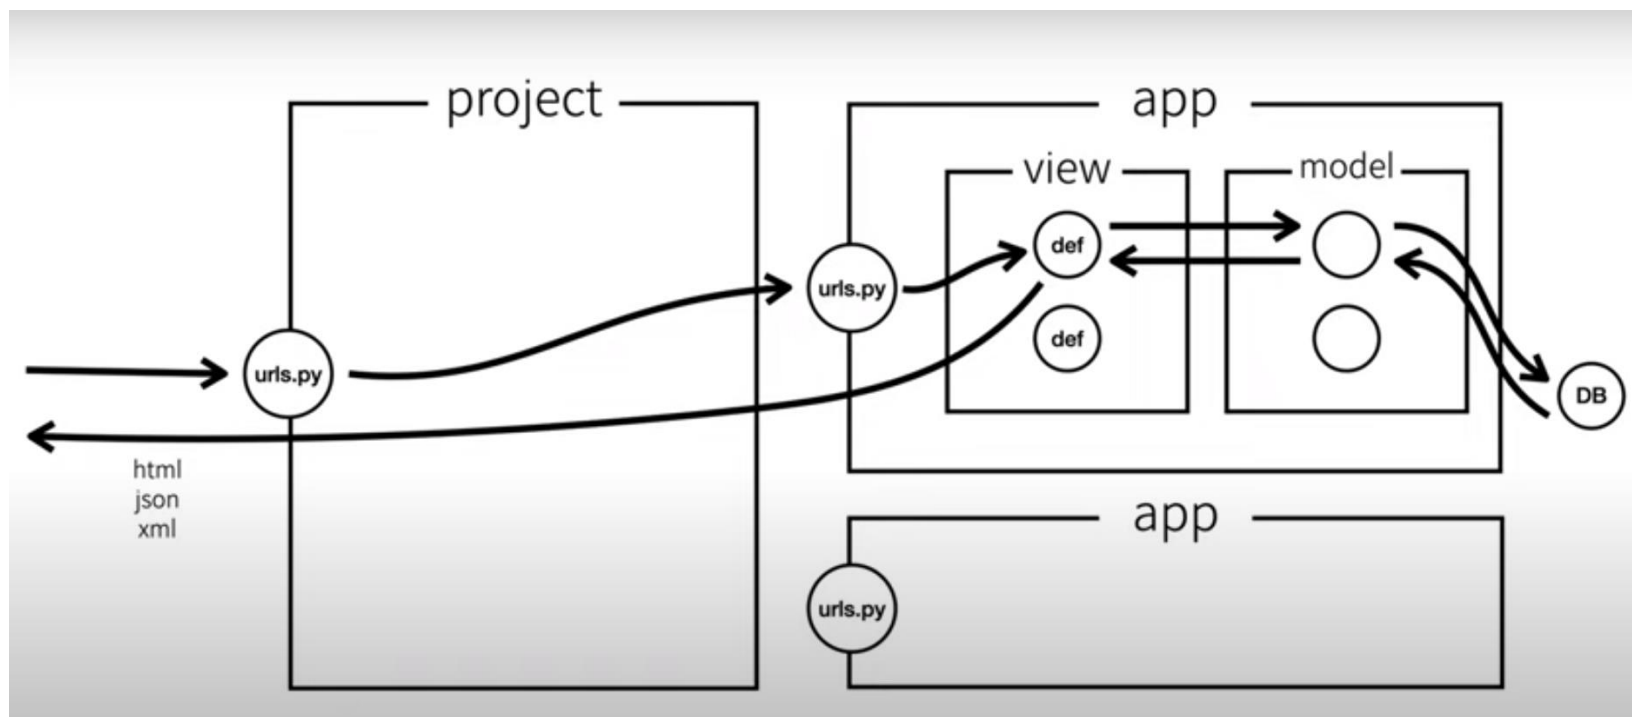 project
app
view
model
def
urls.py
def
urls.py
DB
html
json
xml
app
urls.py